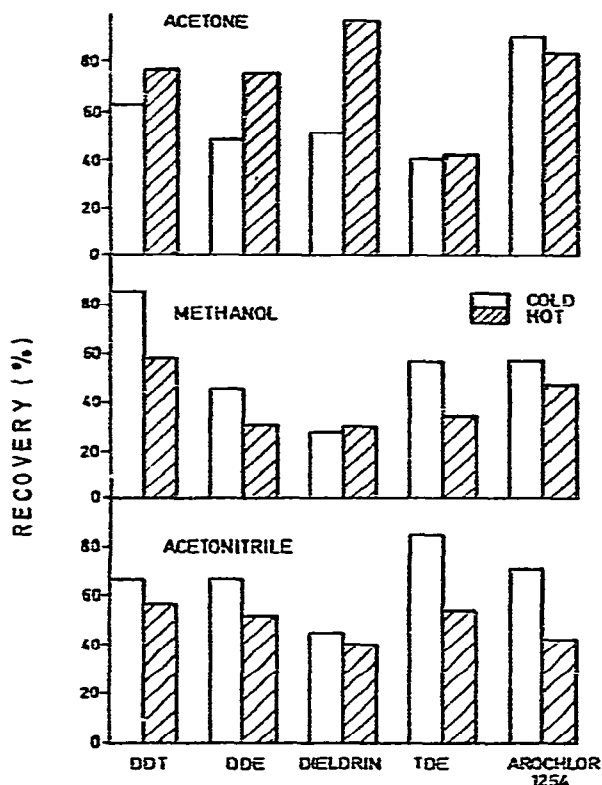 ACETONE
80
60
40
20
0
METHANOL
COLD
HOT
80
60
40
20
0
ACETONITRILE
80
60
40
20
0
RECOVERY (%)
DDT DDE DIELDRIN TDE AROCHLOR
1254